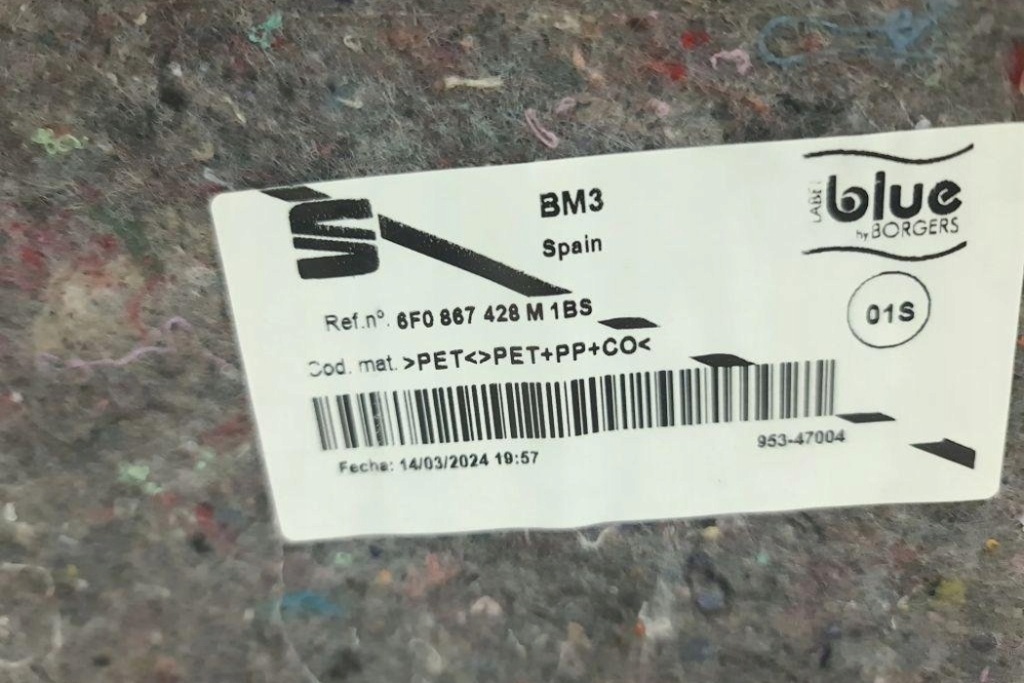 BM3
Spain
LABEL
blue
by BORGERS
01S
Ref.nº. 6F0 867 428 M 1BS
Cod. mat. >PET<>PET+PP+CO<
953-47004
Fecha: 14/03/2024 19:57